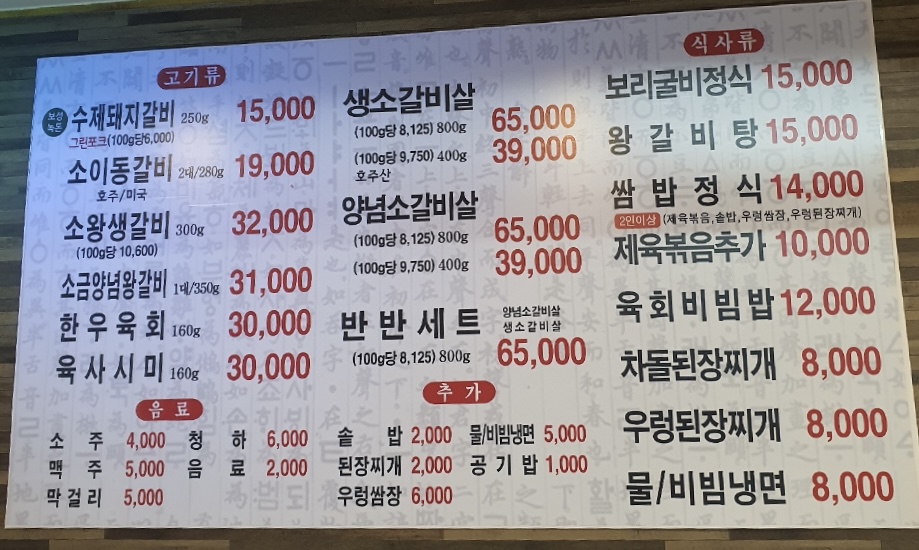 고기류
보성녹돈 수제돼지갈비 250g 15,000
그린포크(100g당6,000)
소이동갈비 2대/280g 19,000
호주/미국
소왕생갈비 300g 32,000
(100g당 10,600)
소금양념왕갈비 1대/350g 31,000
한우육회 160g 30,000
육사시미 160g 30,000
음료
소주 4,000 청하 6,000
맥주 5,000 음료 2,000
막걸리 5,000
생소갈비살
(100g당 8,125) 800g 65,000
(100g당 9,750) 400g 39,000
호주산
양념소갈비살
(100g당 8,125) 800g 65,000
(100g당 9,750) 400g 39,000
반반세트 양념소갈비살
생소갈비살
(100g당 8,125) 800g 65,000
추가
솥밥 2,000 물/비빔냉면 5,000
된장찌개 2,000 공기밥 1,000
우렁쌈장 6,000
식사류
보리굴비정식 15,000
왕갈비탕 15,000
쌈밥정식 14,000
2인이상 (제육볶음,솥밥,우렁쌈장,우렁된장찌개)
제육볶음추가 10,000
육회비빔밥 12,000
차돌된장찌개 8,000
우렁된장찌개 8,000
물/비빔냉면 8,000